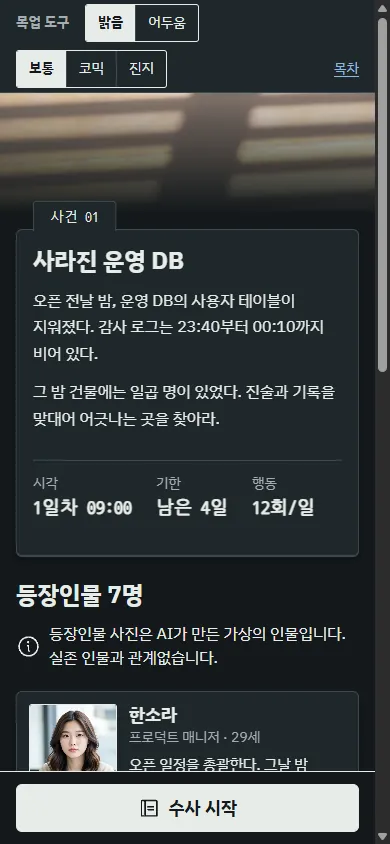 목업 도구
밝음
어두움
보통
코믹
진지
목차
사건 01
사라진 운영 DB
오픈 전날 밤, 운영 DB의 사용자 테이블이
지워졌다. 감사 로그는 23:40부터 00:10까지
비어 있다.
그 밤 건물에는 일곱 명이 있었다. 진술과 기록을
맞대어 어긋나는 곳을 찾아라.
시각
기한
행동
1일차 09:00
남은 4일
12회/일
등장인물 7명
등장인물 사진은 AI가 만든 가상의 인물입니다.
실존 인물과 관계없습니다.
한소라
프로덕트 매니저 · 29세
오픈 일정을 총괄한다. 그날 밤
수사 시작